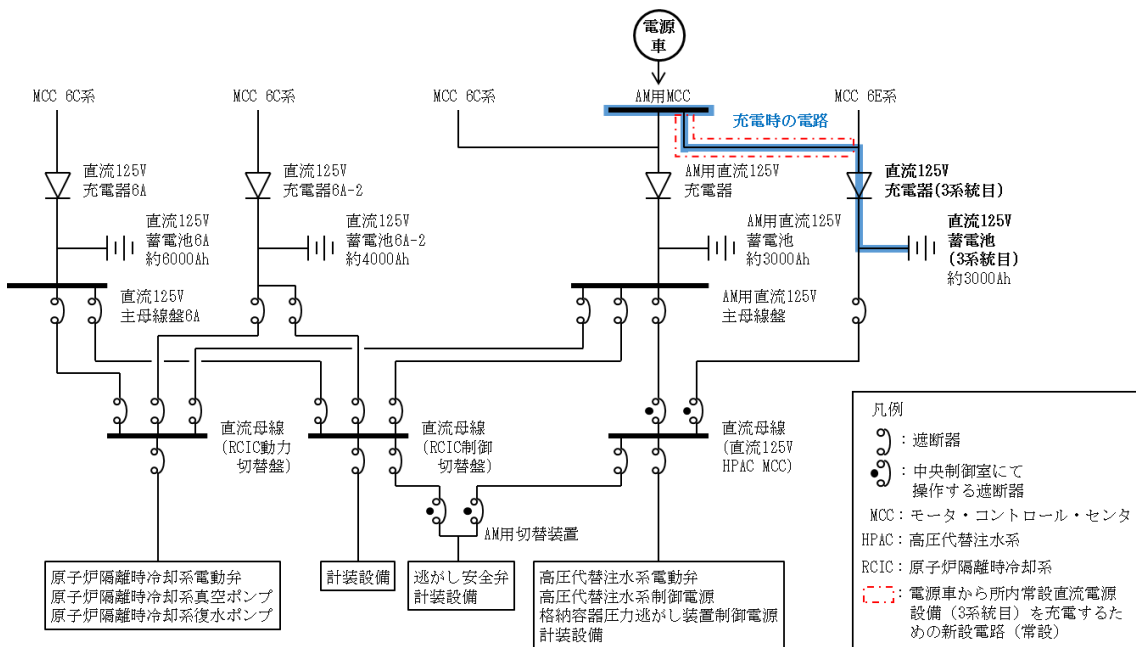 電源
車
MCC 6C系
MCC 6C系
MCC 6C系
AM用MCC
MCC 6E系
充電時の電路
直流125V
充電器6A
直流125V
充電器6A-2
AM用直流125V
充電器
直流125V
充電器(3系統目)
直流125V
蓄電池6A
約6000Ah
直流125V
蓄電池6A-2
約4000Ah
AM用直流125V
蓄電池
約3000Ah
直流125V
蓄電池
(3系統目)
約3000Ah
直流125V
主母線盤6A
AM用直流125V
主母線盤
直流母線
(RCIC動力
切替盤)
直流母線
(RCIC制御
切替盤)
直流母線
(直流125V
HPAC MCC)
AM用切替装置
原子炉隔離時冷却系電動弁
原子炉隔離時冷却系真空ポンプ
原子炉隔離時冷却系復水ポンプ
計装設備
逃がし安全弁
計装設備
高圧代替注水系電動弁
高圧代替注水系制御電源
格納容器圧力逃がし装置制御電源
計装設備
凡例
：遮断器
：中央制御室にて
操作する遮断器
MCC：モータ・コントロール・センタ
HPAC：高圧代替注水系
RCIC：原子炉隔離時冷却系
：電源車から所内常設直流電源
設備（3系統目）を充電するた
めの新設電路（常設）